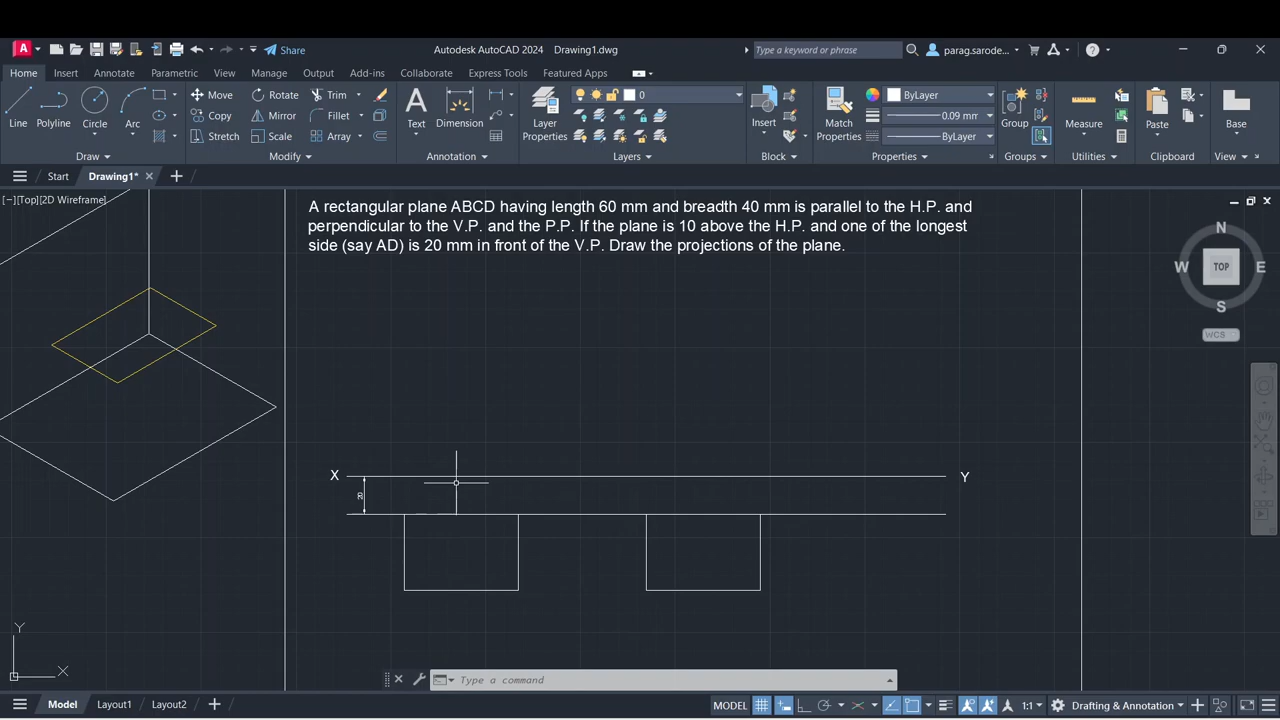 Share
Autodesk AutoCAD 2024 Drawing1.dwg
Type a keyword or phrase
parag.sarode...
Home Insert Annotate Parametric View Manage Output Add-ins Collaborate Express Tools Featured Apps
Line Polyline Circle Arc
Move Rotate Trim
Copy Mirror Fillet
Stretch Scale Array
Text Dimension
Layer Properties
0
Insert
Match Properties
ByLayer
0.09 mm
ByLayer
Group
Measure
Paste
Base
Draw Modify Annotation Layers Block Properties Groups Utilities Clipboard View
Start Drawing1*
[−][Top][2D Wireframe]
A rectangular plane ABCD having length 60 mm and breadth 40 mm is parallel to the H.P. and
perpendicular to the V.P. and the P.P. If the plane is 10 above the H.P. and one of the longest
side (say AD) is 20 mm in front of the V.P. Draw the projections of the plane.
N
W TOP E
S
WCS
X Y
20
Y
X
Type a command
Model Layout1 Layout2
MODEL
1:1
Drafting & Annotation